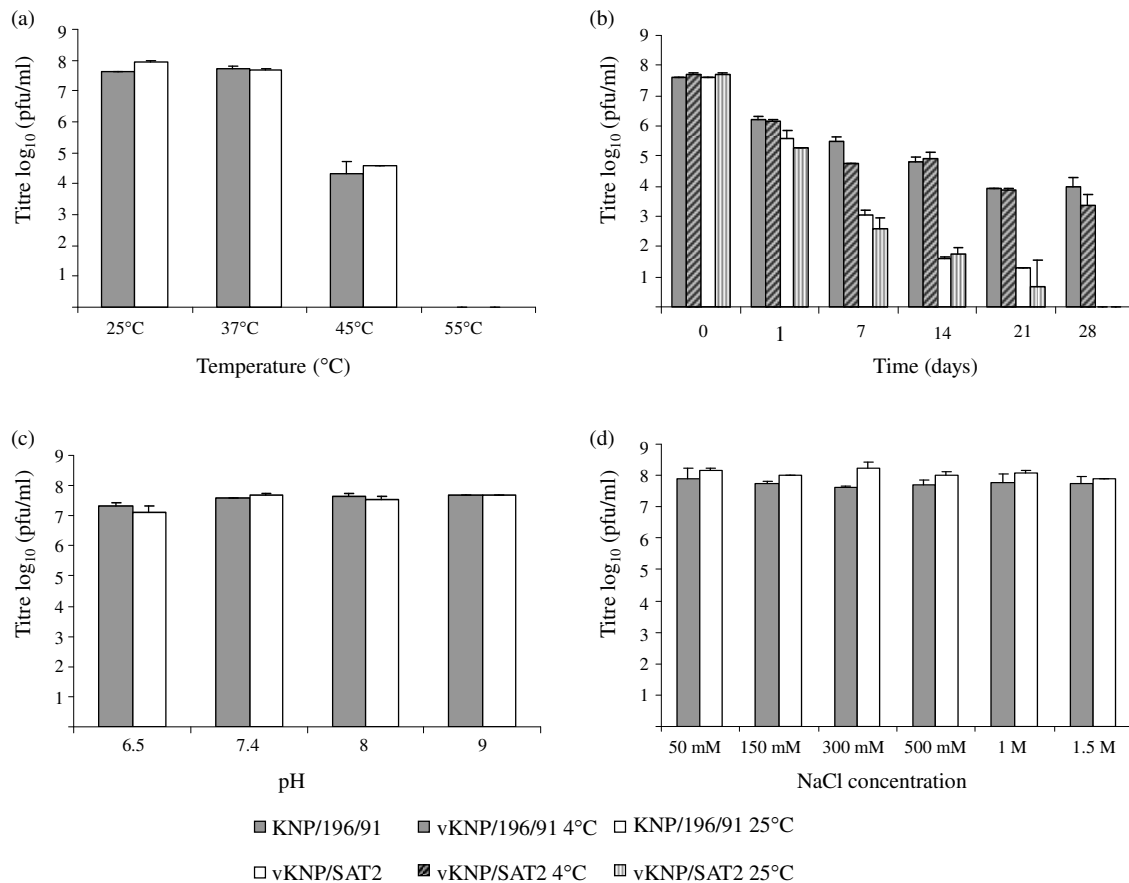 (a)
9
8
7
6
5
4
3
2
1
Titre log10 (pfu/ml)
25°C 37°C 45°C 55°C
Temperature (°C)
(b)
9
8
7
6
5
4
3
2
1
Titre log10 (pfu/ml)
0 1 7 14 21 28
Time (days)
(c)
9
8
7
6
5
4
3
2
1
Titre log10 (pfu/ml)
6.5 7.4 8 9
pH
(d)
9
8
7
6
5
4
3
2
1
Titre log10 (pfu/ml)
50 mM 150 mM 300 mM 500 mM 1 M 1.5 M
NaCl concentration
KNP/196/91 vKNP/196/91 4°C KNP/196/91 25°C
vKNP/SAT2 vKNP/SAT2 4°C vKNP/SAT2 25°C